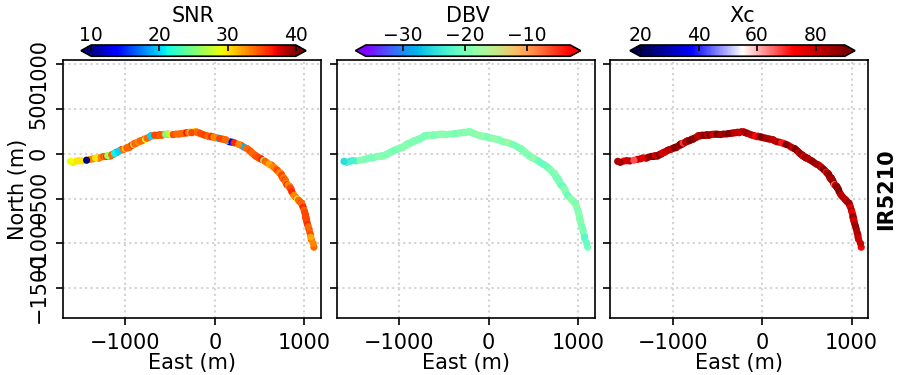 SNR DBV Xc
10 20 30 40 −30 −20 −10 20 40 60 80
1000
500
0
−500
−1000
−1500
North (m)
IR5210
−1000 0 1000 −1000 0 1000 −1000 0 1000
East (m) East (m) East (m)